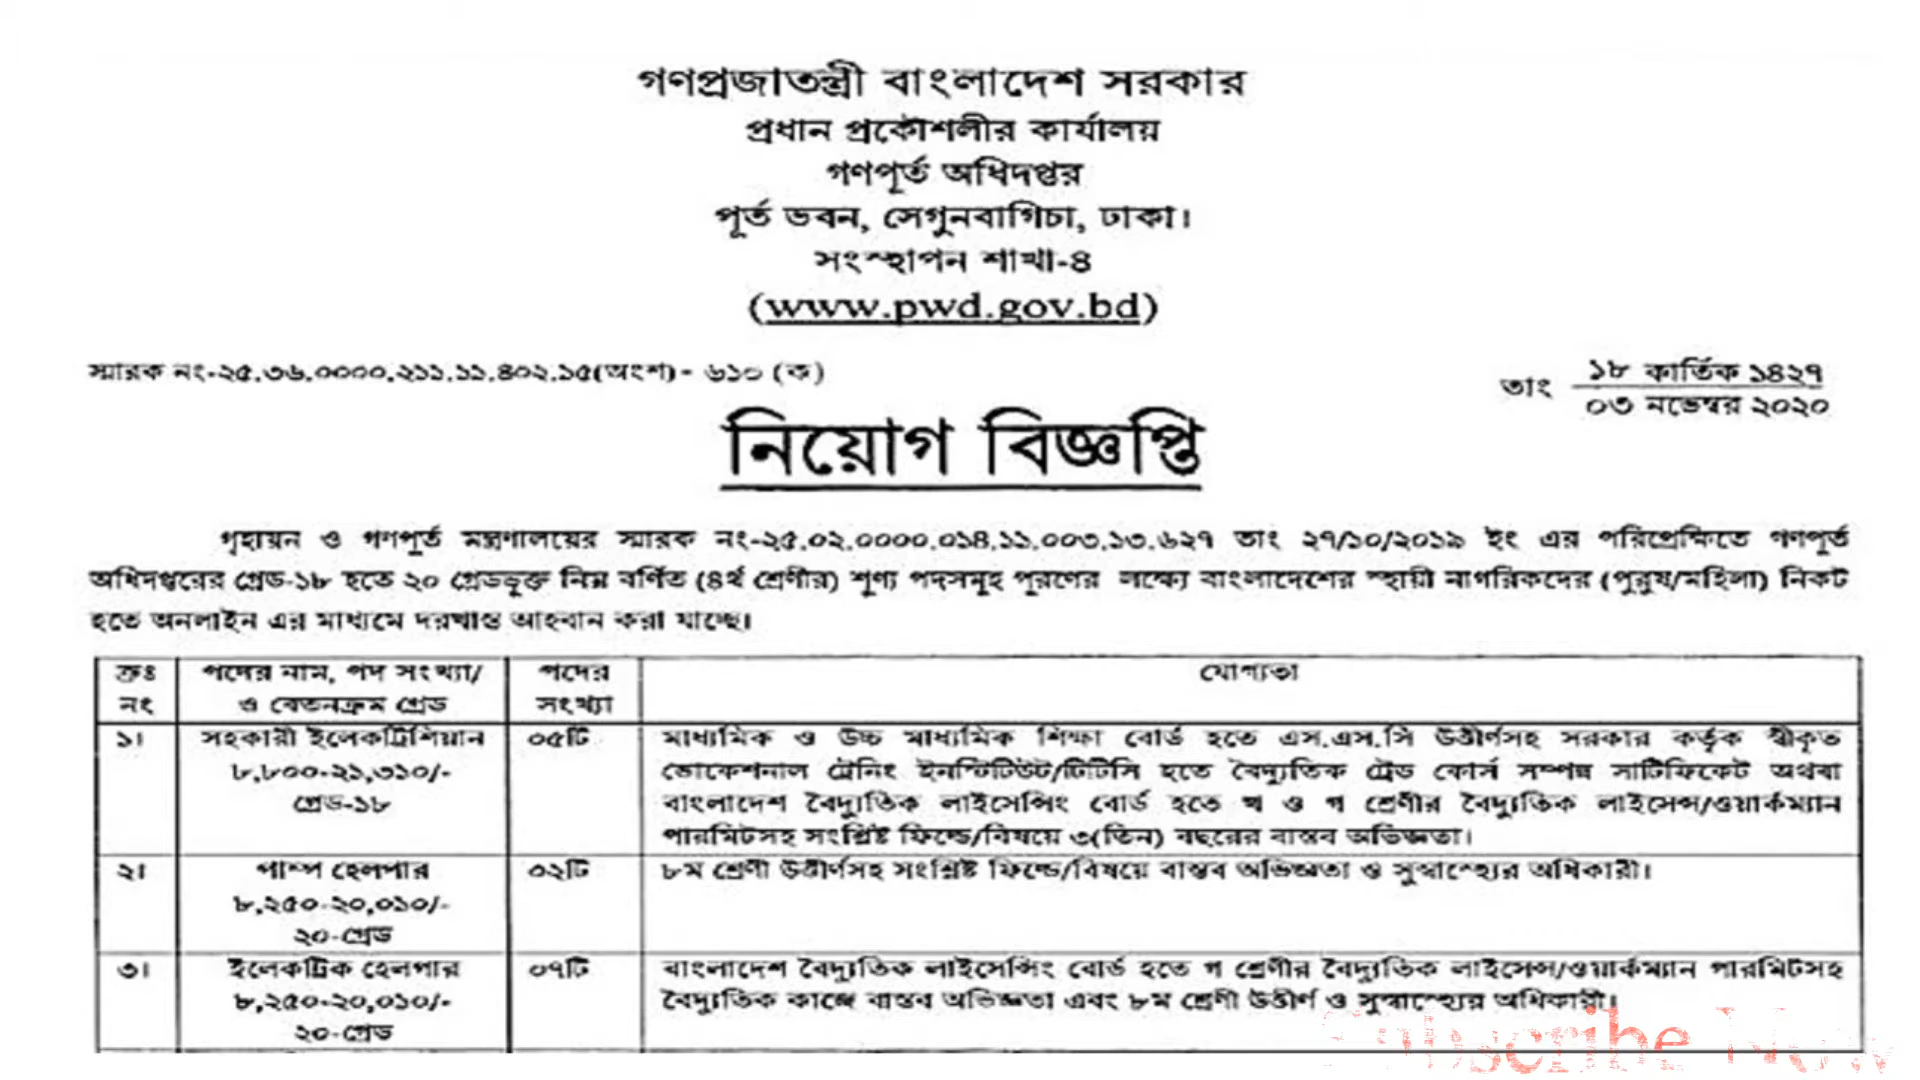 গণপ্রজাতন্ত্রী বাংলাদেশ সরকার
প্রধান প্রকৌশলীর কার্যালয়
গণপূর্ত অধিদপ্তর
পূর্ত ভবন, সেগুনবাগিচা, ঢাকা।
সংস্থাপন শাখা-৪
(www.pwd.gov.bd)
স্মারক নং-২৫.৩৬.০০০০.২১১.১১.৪০২.১৫(অংশ)- ৬১০ (ক)
তাং ১৮ কার্তিক ১৪২৭
০৩ নভেম্বর ২০২০
নিয়োগ বিজ্ঞপ্তি
গৃহায়ন ও গণপূর্ত মন্ত্রণালয়ের স্মারক নং-২৫.০২.০০০০.০১৪.১১.০০৩.১৩.৬২৭ তাং ২৭/১০/২০১৯ ইং এর পরিপ্রেক্ষিতে গণপূর্ত
অধিদপ্তরের গ্রেড-১৮ হতে ২০ গ্রেডভূক্ত নিম্ন বর্ণিত (৪র্থ শ্রেণীর) শূণ্য পদসমূহ পূরণের লক্ষ্যে বাংলাদেশের স্থায়ী নাগরিকদের (পুরুষ/মহিলা) নিকট
হতে অনলাইন এর মাধ্যমে দরখাস্ত আহবান করা যাচ্ছে।
ক্রঃ
নং
পদের নাম, পদ সংখ্যা/
ও বেতনক্রম গ্রেড
পদের
সংখ্যা
যোগ্যতা
১।
সহকারী ইলেকট্রিশিয়ান
৮,৮০০-২১,৩১০/-
গ্রেড-১৮
০৫টি
মাধ্যমিক ও উচ্চ মাধ্যমিক শিক্ষা বোর্ড হতে এস.এস.সি উত্তীর্ণসহ সরকার কর্তৃক স্বীকৃত
ভোকেশনাল ট্রেনিং ইনস্টিটিউট/টিটিসি হতে বৈদ্যুতিক ট্রেড কোর্স সম্পন্ন সার্টিফিকেট অথবা
বাংলাদেশ বৈদ্যুতিক লাইসেন্সিং বোর্ড হতে খ ও গ শ্রেণীর বৈদ্যুতিক লাইসেন্স/ওয়ার্কম্যান
পারমিটসহ সংশ্লিষ্ট ফিল্ডে/বিষয়ে ৩(তিন) বছরের বাস্তব অভিজ্ঞতা।
২।
পাম্প হেলপার
৮,২৫০-২০,০১০/-
২০-গ্রেড
০২টি
৮ম শ্রেণী উত্তীর্ণসহ সংশ্লিষ্ট ফিল্ডে/বিষয়ে বাস্তব অভিজ্ঞতা ও সুস্বাস্থ্যের অধিকারী।
৩।
ইলেকট্রিক হেলপার
৮,২৫০-২০,০১০/-
২০-গ্রেড
০৭টি
বাংলাদেশ বৈদ্যুতিক লাইসেন্সিং বোর্ড হতে গ শ্রেণীর বৈদ্যুতিক লাইসেন্স/ওয়ার্কম্যান পারমিটসহ
বৈদ্যুতিক কাজে বাস্তব অভিজ্ঞতা এবং ৮ম শ্রেণী উত্তীর্ণ ও সুস্বাস্থ্যের অধিকারী।
Subscribe Now